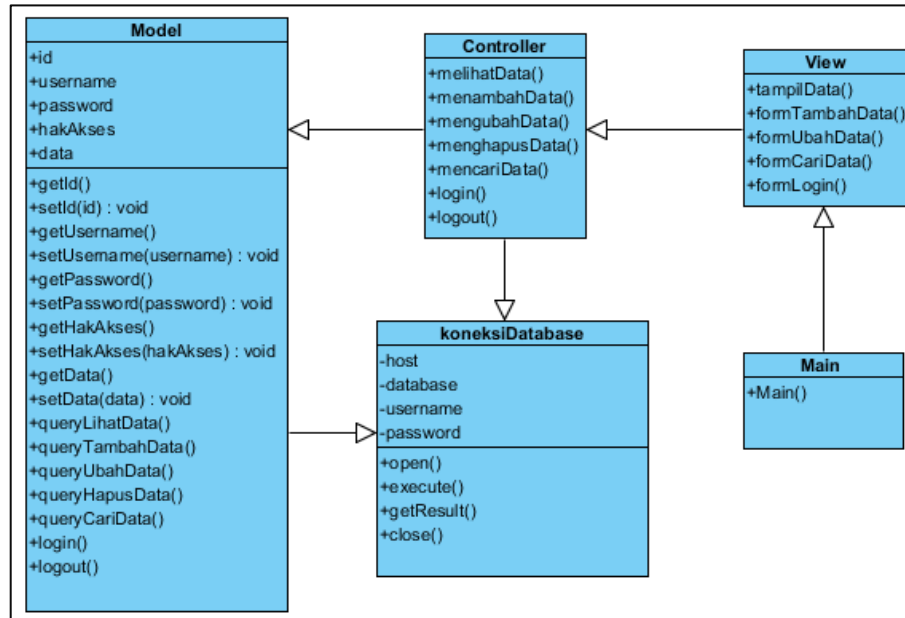 Model
+id
+username
+password
+hakAkses
+data
+getId()
+setId(id) : void
+getUsername()
+setUsername(username) : void
+getPassword()
+setPassword(password) : void
+getHakAkses()
+setHakAkses(hakAkses) : void
+getData()
+setData(data) : void
+queryLihatData()
+queryTambahData()
+queryUbahData()
+queryHapusData()
+queryCariData()
+login()
+logout()
Controller
+melihatData()
+menambahData()
+mengubahData()
+menghapusData()
+mencariData()
+login()
+logout()
View
+tampilData()
+formTambahData()
+formUbahData()
+formCariData()
+formLogin()
koneksiDatabase
-host
-database
-username
-password
+open()
+execute()
+getResult()
+close()
Main
+Main()